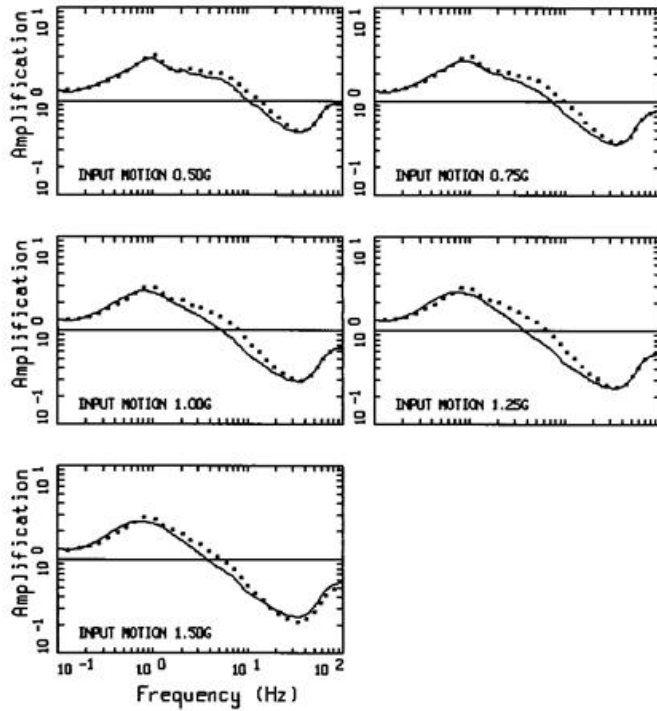 Amplification
10 -1 10 0 10 1
INPUT MOTION 0.50G
10 -1 10 0 10 1
INPUT MOTION 0.75G
Amplification
10 -1 10 0 10 1
INPUT MOTION 1.00G
10 -1 10 0 10 1
INPUT MOTION 1.25G
Amplification
10 -1 10 0 10 1
INPUT MOTION 1.50G
10 -1 10 0 10 1 10 2
Frequency (Hz)